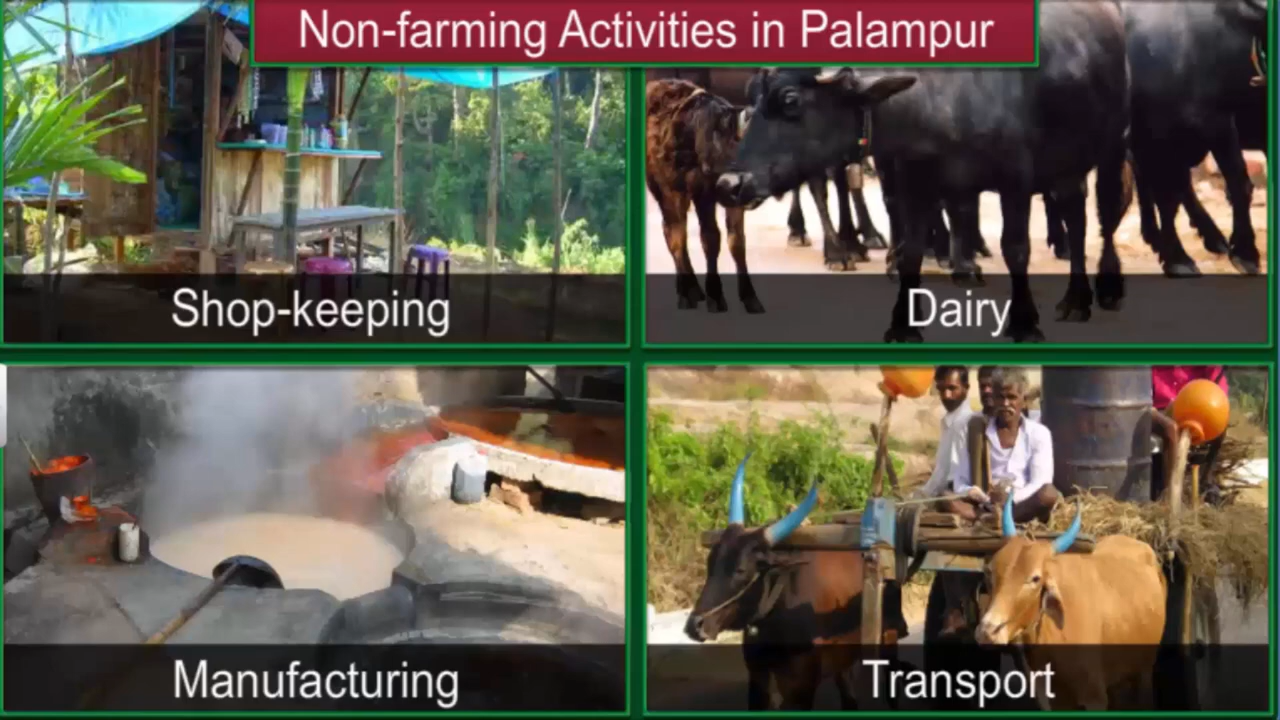 Non-farming Activities in Palampur
Shop-keeping
Dairy
Manufacturing
Transport